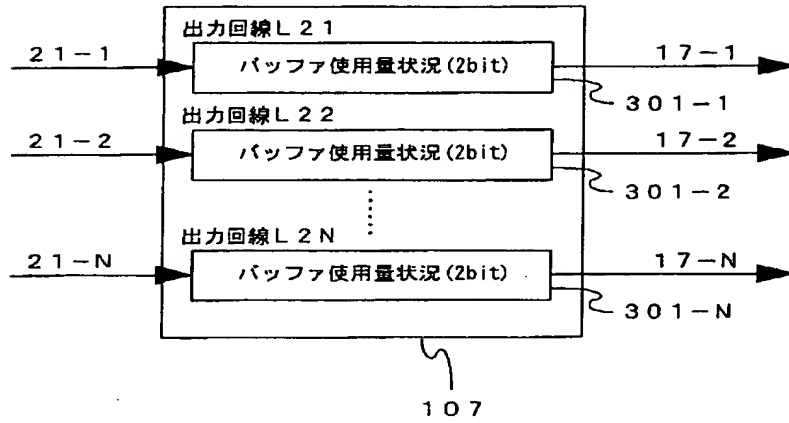 出力回線L21
21-1
バッファ使用量状況(2bit)
17-1
301-1
出力回線L22
21-2
バッファ使用量状況(2bit)
17-2
301-2
出力回線L2N
21-N
バッファ使用量状況(2bit)
17-N
301-N
107